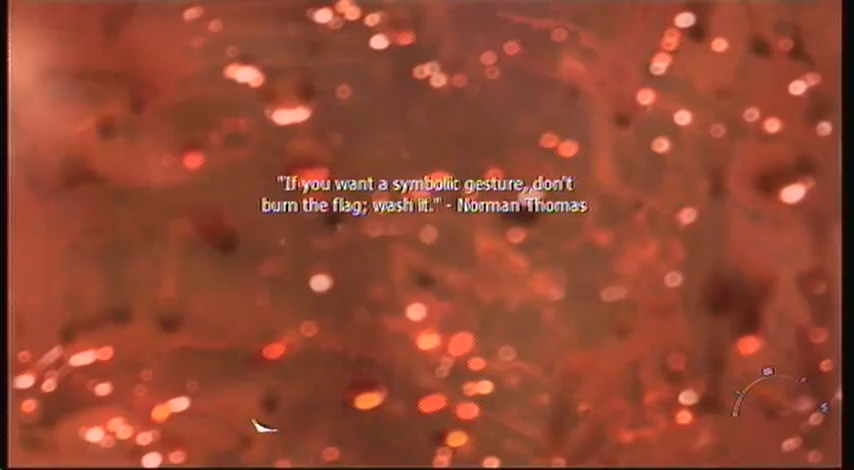 "If you want a symbolic gesture, don't
burn the flag; wash it." - Norman Thomas